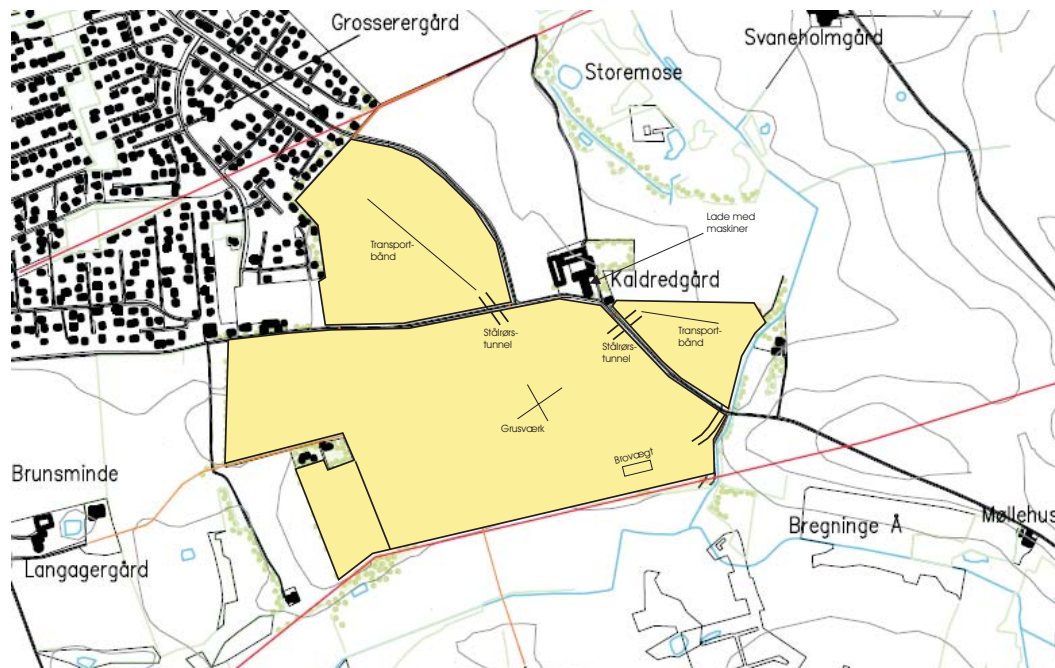 Grosserergård
Svaneholmgård
Storemose
Lade med
maskiner
Transport-
bånd
Kaldredgård
Stålrørs-
tunnel
Stålrørs-
tunnel
Transport-
bånd
Grusværk
Brovægt
Brunsminde
Langagergård
Bregninge Å
Møllehus